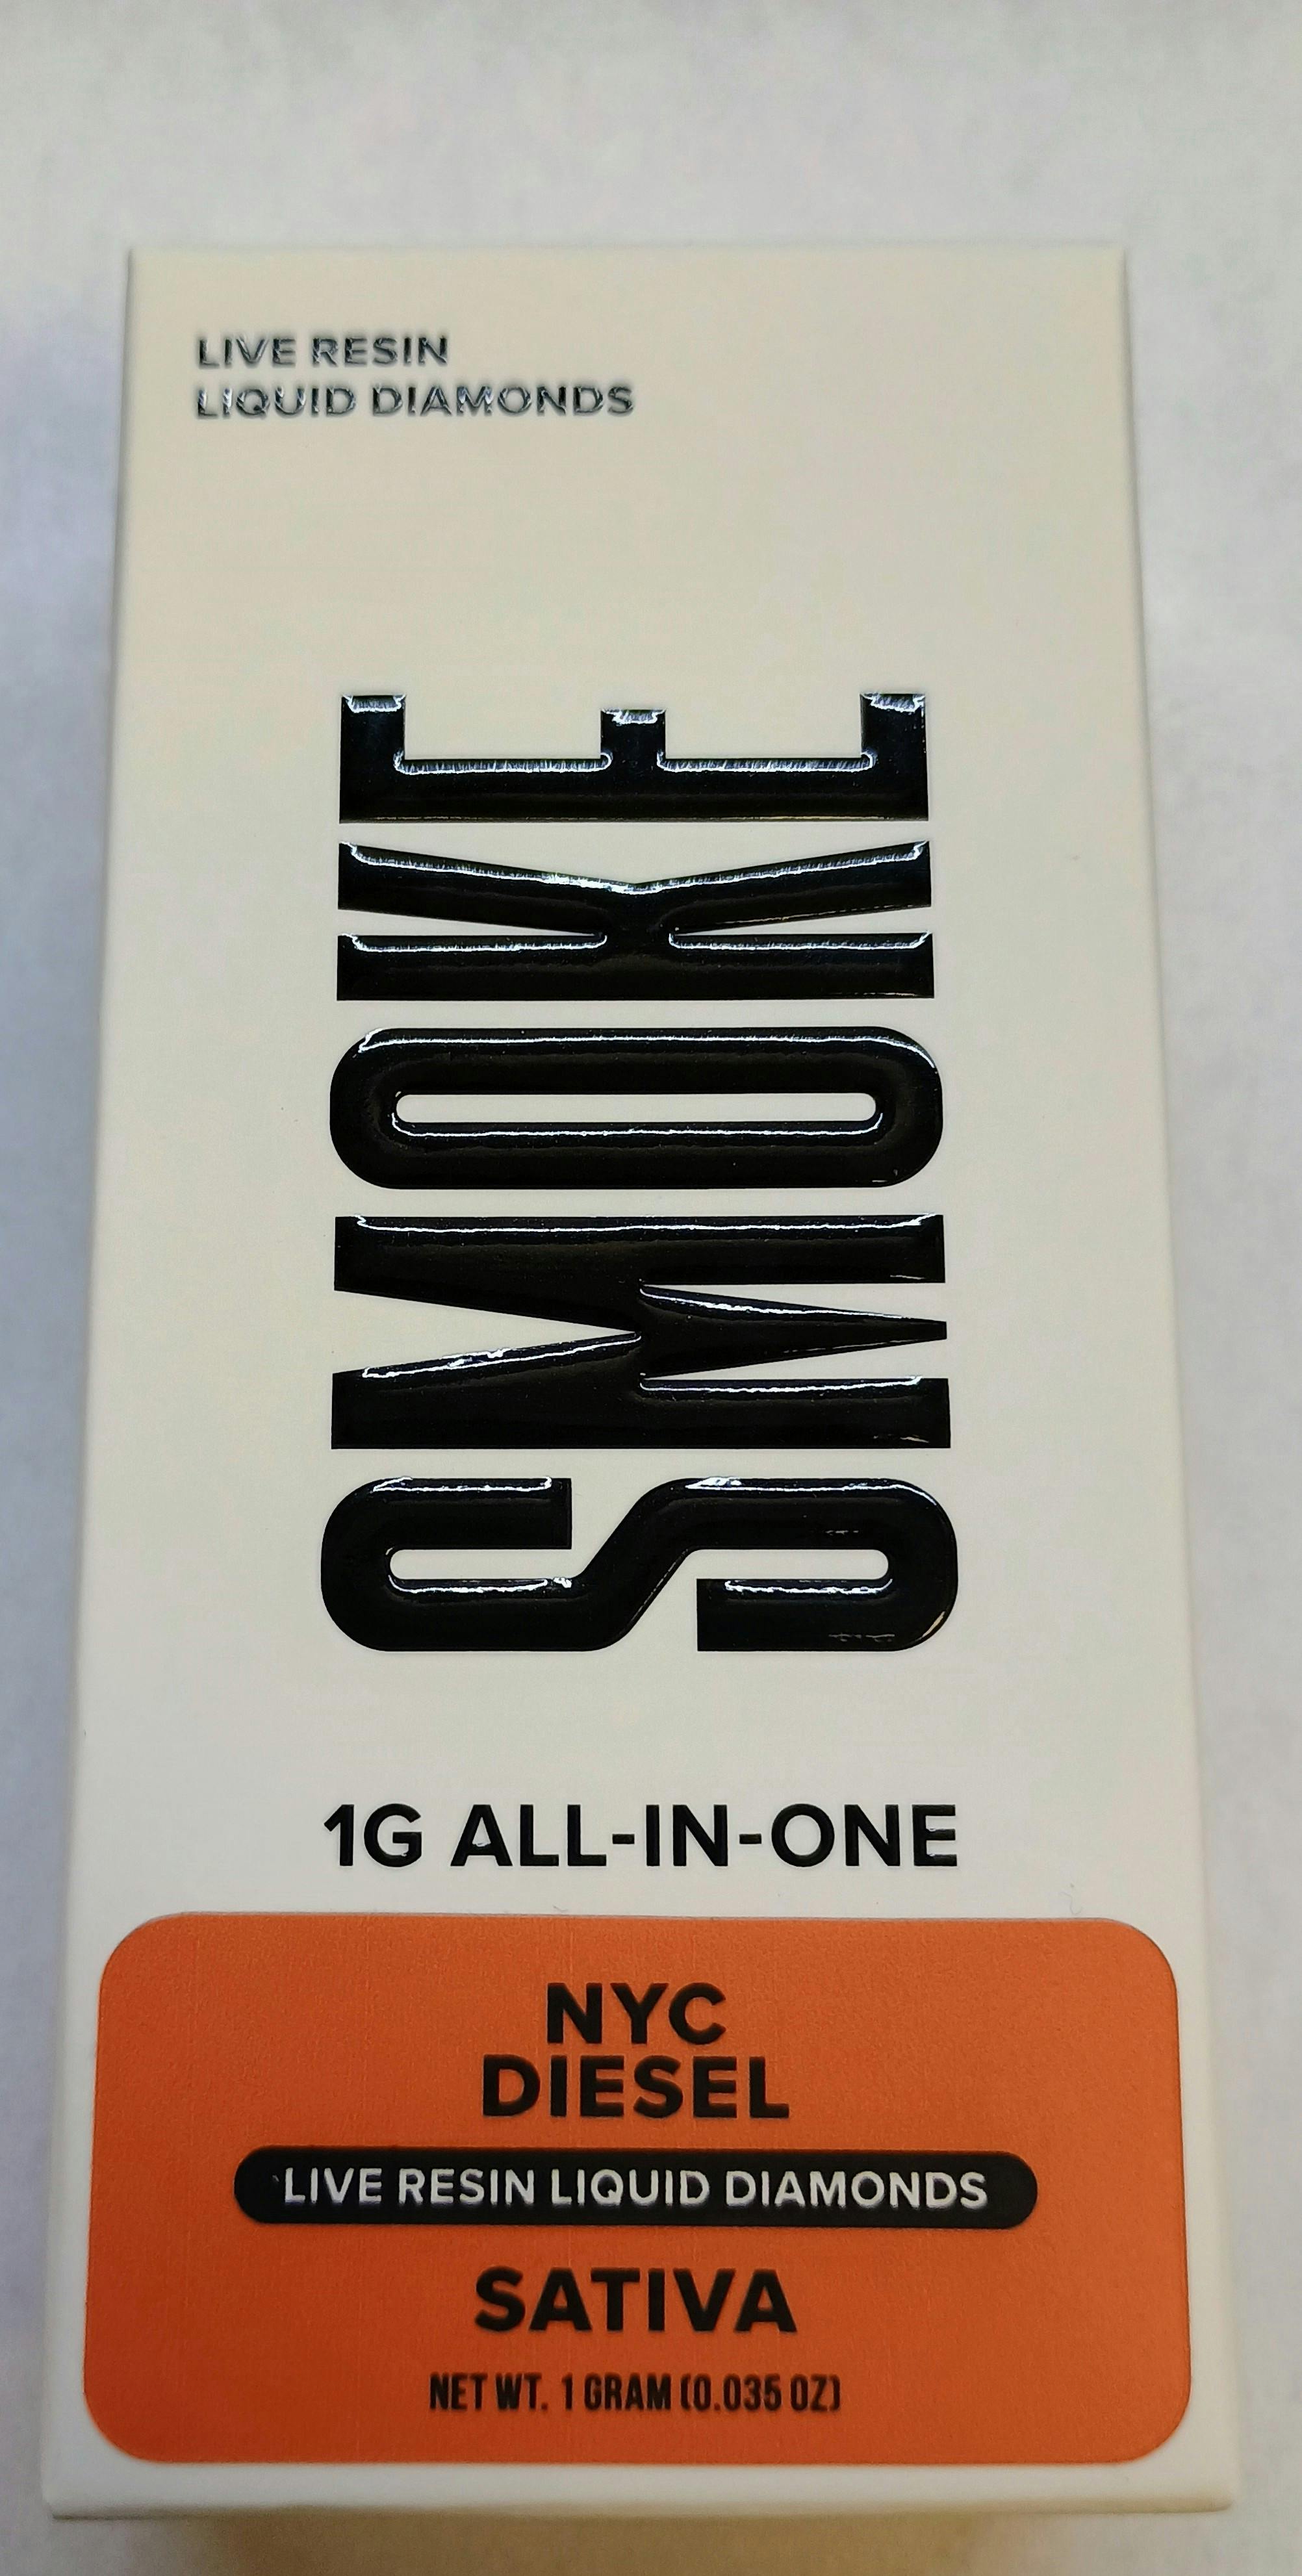 LIVE RESIN
LIQUID DIAMONDS
SMOKE
1G ALL-IN-ONE
NYC
DIESEL
LIVE RESIN LIQUID DIAMONDS
SATIVA
NET WT. 1 GRAM (0.035 OZ)